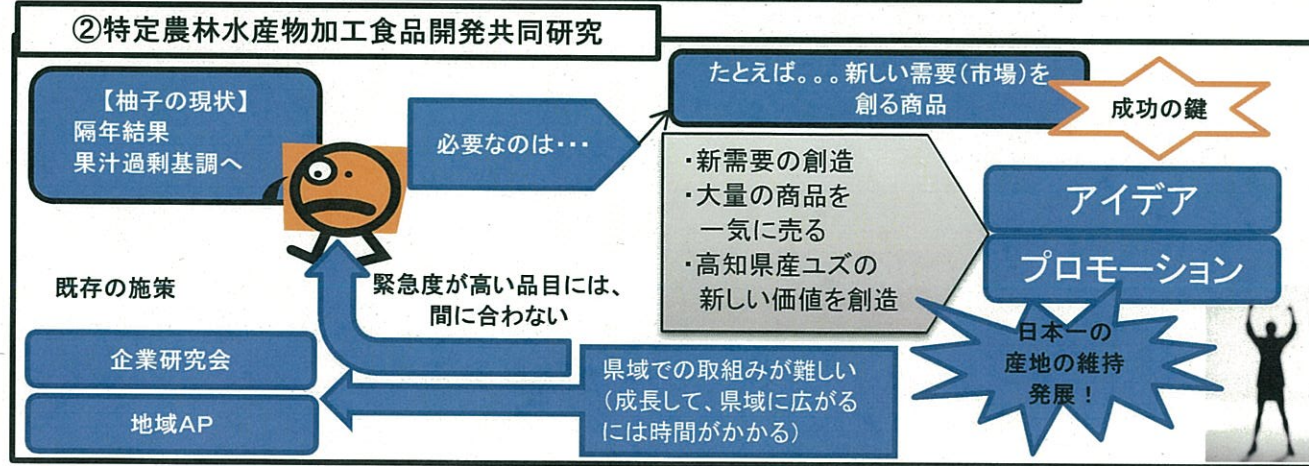 ②特定農林水産物加工食品開発共同研究
【柚子の現状】
隔年結果
果汁過剰基調へ
必要なのは・・・
たとえば。。。新しい需要(市場)を
創る商品
成功の鍵
・新需要の創造
・大量の商品を
一気に売る
・高知県産ユズの
新しい価値を創造
アイデア
プロモーション
既存の施策
緊急度が高い品目には、
間に合わない
企業研究会
地域AP
県域での取組みが難しい
(成長して、県域に広がる
には時間がかかる)
日本一の
産地の維持
発展!